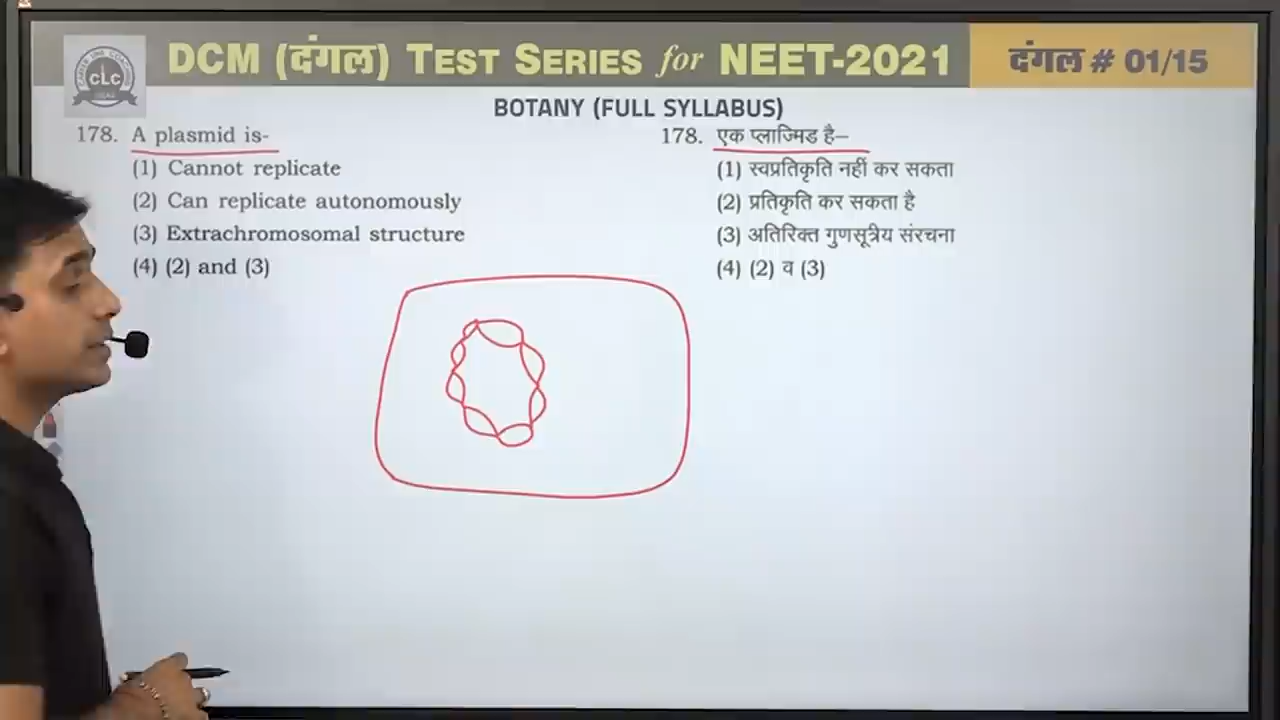 DCM (दंगल) TEST SERIES for NEET-2021
दंगल # 01/15
CLC
BOTANY (FULL SYLLABUS)
178. A plasmid is-
(1) Cannot replicate
(2) Can replicate autonomously
(3) Extrachromosomal structure
(4) (2) and (3)
178. एक प्लाज्मिड है–
(1) स्वप्रतिकृति नहीं कर सकता
(2) प्रतिकृति कर सकता है
(3) अतिरिक्त गुणसूत्रीय संरचना
(4) (2) व (3)